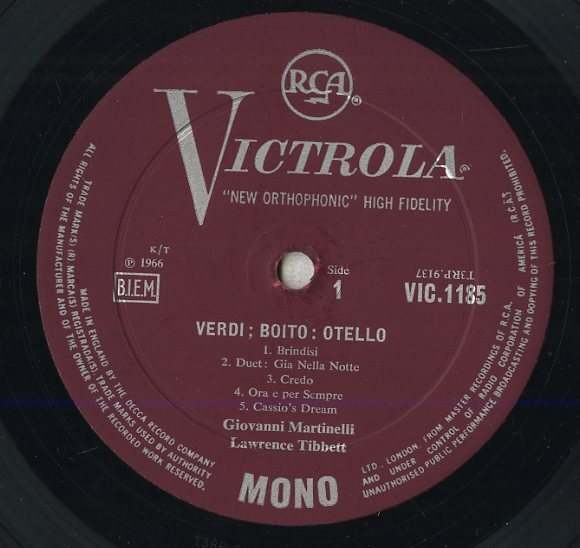 RCA
VICTROLA
"NEW ORTHOPHONIC" HIGH FIDELITY
K/T
℗ 1966
B.I.E.M.
Side
1
T3RP.9137
VIC.1185
VERDI ; BOITO : OTELLO
1. Brindisi
2. Duet: Gia Nella Notte
3. Credo
4. Ora e per Sempre
5. Cassio's Dream
Giovanni Martinelli
Lawrence Tibbett
MONO
ALL RIGHTS OF THE MANUFACTURER AND OF THE OWNER OF THE RECORDED WORK RESERVED.
TRADE MARK(S) (R) MARCA(S) REGISTRADA(S) TRADE MARKS USED BY AUTHORITY
MADE IN ENGLAND BY THE DECCA RECORD COMPANY
LTD. LONDON, FROM MASTER RECORDINGS OF R.C.A.
AND UNDER CONTROL OF RADIO CORPORATION OF AMERICA (R.C.A.)
UNAUTHORISED PUBLIC PERFORMANCE BROADCASTING AND COPYING OF THIS RECORD PROHIBITED.